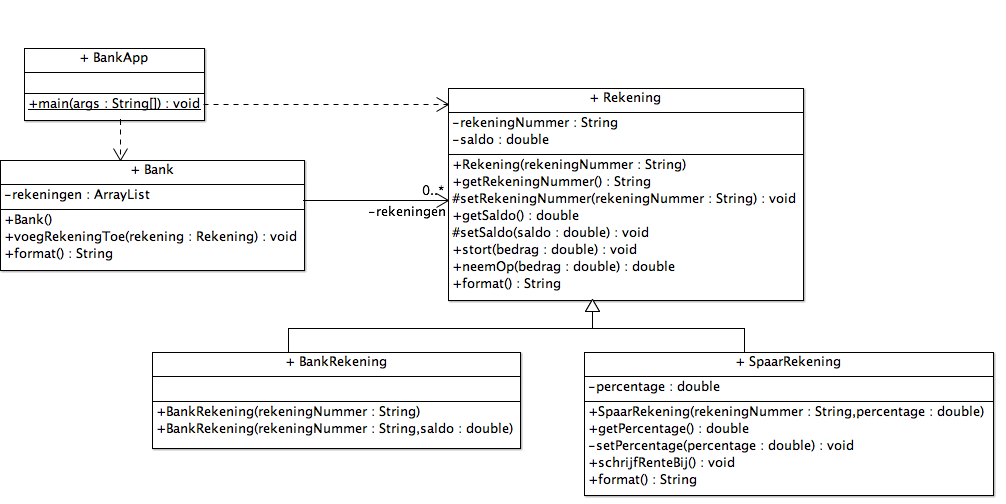 + BankApp
+main(args : String[]) : void
+ Rekening
-rekeningNummer : String
-saldo : double
+Rekening(rekeningNummer : String)
+getRekeningNummer() : String
#setRekeningNummer(rekeningNummer : String) : void
+getSaldo() : double
#setSaldo(saldo : double) : void
+stort(bedrag : double) : void
+neemOp(bedrag : double) : double
+format() : String
+ Bank
-rekeningen : ArrayList
+Bank()
+voegRekeningToe(rekening : Rekening) : void
+format() : String
0..*
-rekeningen
+ BankRekening
+BankRekening(rekeningNummer : String)
+BankRekening(rekeningNummer : String,saldo : double)
+ SpaarRekening
-percentage : double
+SpaarRekening(rekeningNummer : String,percentage : double)
+getPercentage() : double
-setPercentage(percentage : double) : void
+schrijfRenteBij() : void
+format() : String